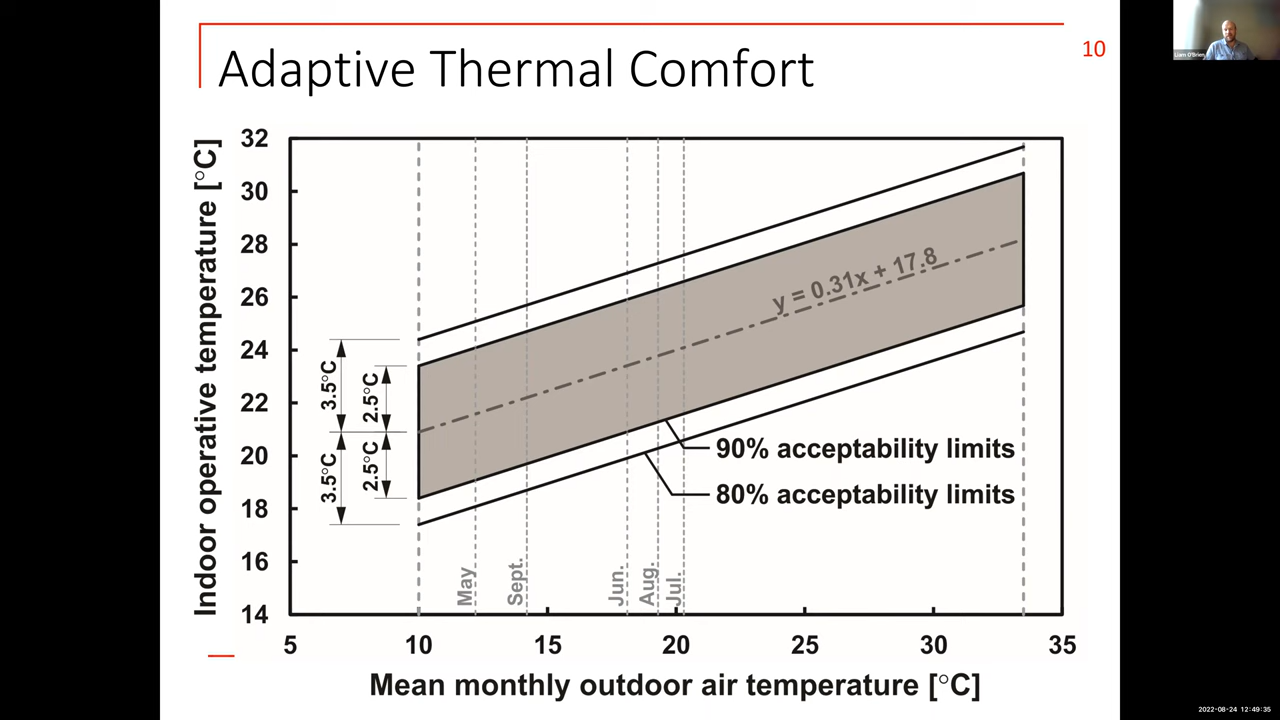 Adaptive Thermal Comfort
10
Liam O'Brien
Indoor operative temperature [°C]
32
30
28
26
24
22
20
18
16
14
3.5°C
2.5°C
3.5°C
2.5°C
y = 0.31x + 17.8
90% acceptability limits
80% acceptability limits
May
Sept.
Jun.
Aug.
Jul.
5 10 15 20 25 30 35
Mean monthly outdoor air temperature [°C]
2022-08-24 12:49:35